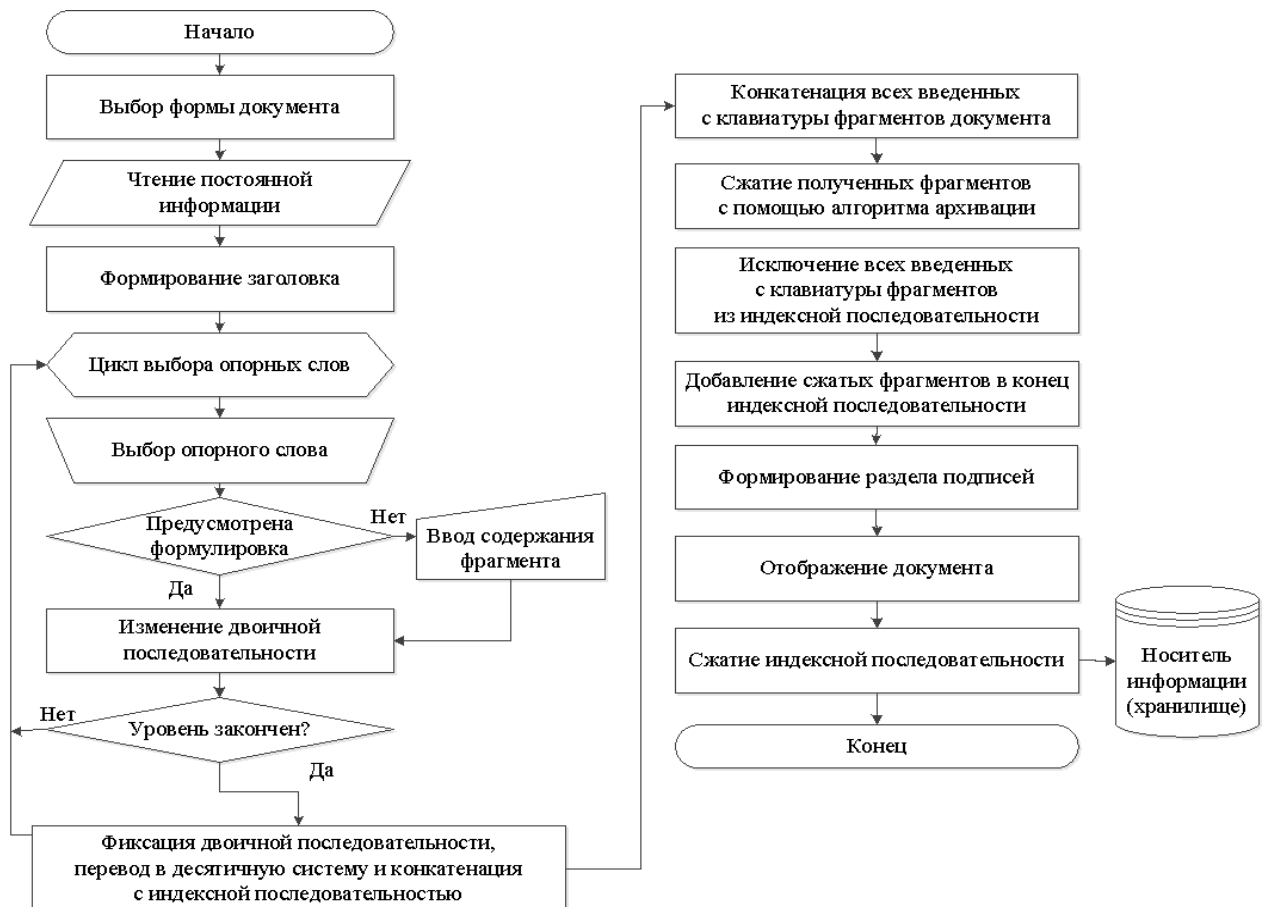 Начало
Выбор формы документа
Чтение постоянной
информации
Формирование заголовка
Цикл выбора опорных слов
Выбор опорного слова
Предусмотрена
формулировка
Нет
Ввод содержания
фрагмента
Да
Изменение двоичной
последовательности
Нет
Уровень закончен?
Да
Фиксация двоичной последовательности,
перевод в десятичную систему и конкатенация
с индексной последовательностью
Конкатенация всех введенных
с клавиатуры фрагментов документа
Сжатие полученных фрагментов
с помощью алгоритма архивации
Исключение всех введенных
с клавиатуры фрагментов
из индексной последовательности
Добавление сжатых фрагментов в конец
индексной последовательности
Формирование раздела подписей
Отображение документа
Сжатие индексной последовательности
Носитель
информации
(хранилище)
Конец